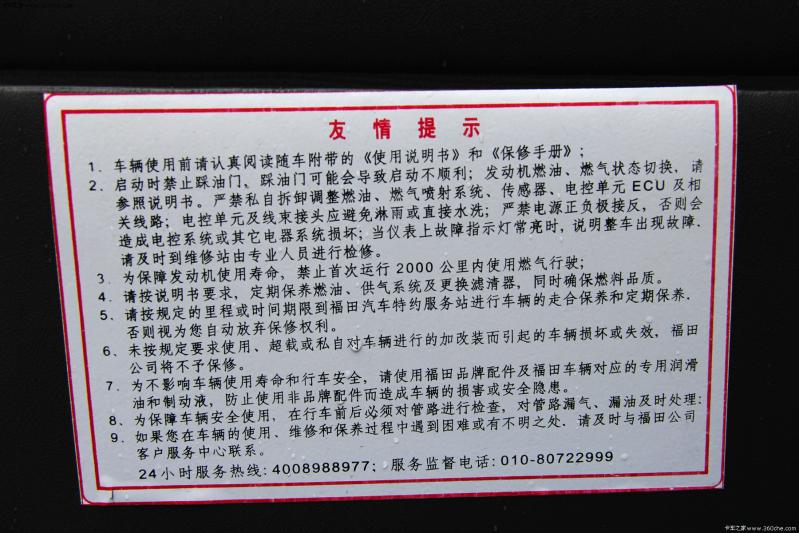 友情提示
1、车辆使用前请认真阅读随车附带的《使用说明书》和《保修手册》；
2、启动时禁止踩油门、踩油门可能会导致启动不顺利；发动机燃油、燃气状态切换，请
参照说明书。严禁私自拆卸调整燃油、燃气喷射系统、传感器、电控单元ECU及相
关线路；电控单元及线束接头应避免淋雨或直接水洗；严禁电源正负极接反，否则会
造成电控系统或其它电器系统损坏；当仪表上故障指示灯常亮时，说明整车出现故障．
请及时到维修站由专业人员进行检修。
3、为保障发动机使用寿命，禁止首次运行2000公里内使用燃气行驶；
4、请按说明书要求，定期保养燃油、供气系统及更换滤清器，同时确保燃料品质。
5、请按规定的里程或时间期限到福田汽车特约服务站进行车辆的走合保养和定期保养．
否则视为您自动放弃保修权利。
6、未按规定要求使用、超载或私自对车辆进行的加改装而引起的车辆损坏或失效，福田
公司将不予保修。
7、为不影响车辆使用寿命和行车安全，请使用福田品牌配件及福田车辆对应的专用润滑
油和制动液，防止使用非品牌配件而造成车辆的损害或安全隐患。
8、为保障车辆安全使用，在行车前后必须对管路进行检查，对管路漏气、漏油及时处理；
9、如果您在车辆的使用、维修和保养过程中遇到困难或有不明之处．请及时与福田公司
客户服务中心联系。
24小时服务热线：4008988977；服务监督电话：010-80722999
卡车之家 www.360che.com